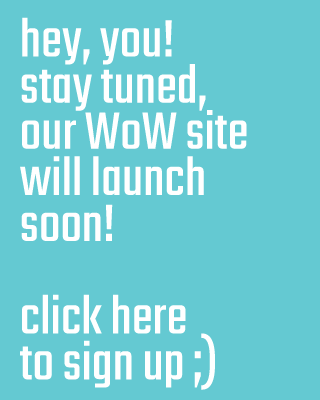 hey, you!
stay tuned,
our WoW site
will launch
soon!
click here
to sign up ;)